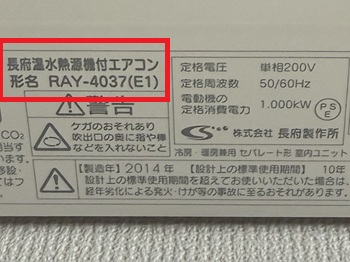 長府温水熱源機付エアコン
形名 RAY-4037(E1)
定格電圧 単相200V
定格周波数 50/60Hz
電動機の
定格消費電力 1.000kW
PS
E
警告
ケガのおそれあり
吹出口の奥に指や棒
などを入れないこと
株式会社 長府製作所
冷房・暖房兼用 セパレート形 室内ユニット
CO2
【製造年】2014年 【設計上の標準使用期間】 10年
設計上の標準使用期間を超えてお使いいただいた場合は、
経年劣化による発火・けが等の事故に至るおそれがあります。